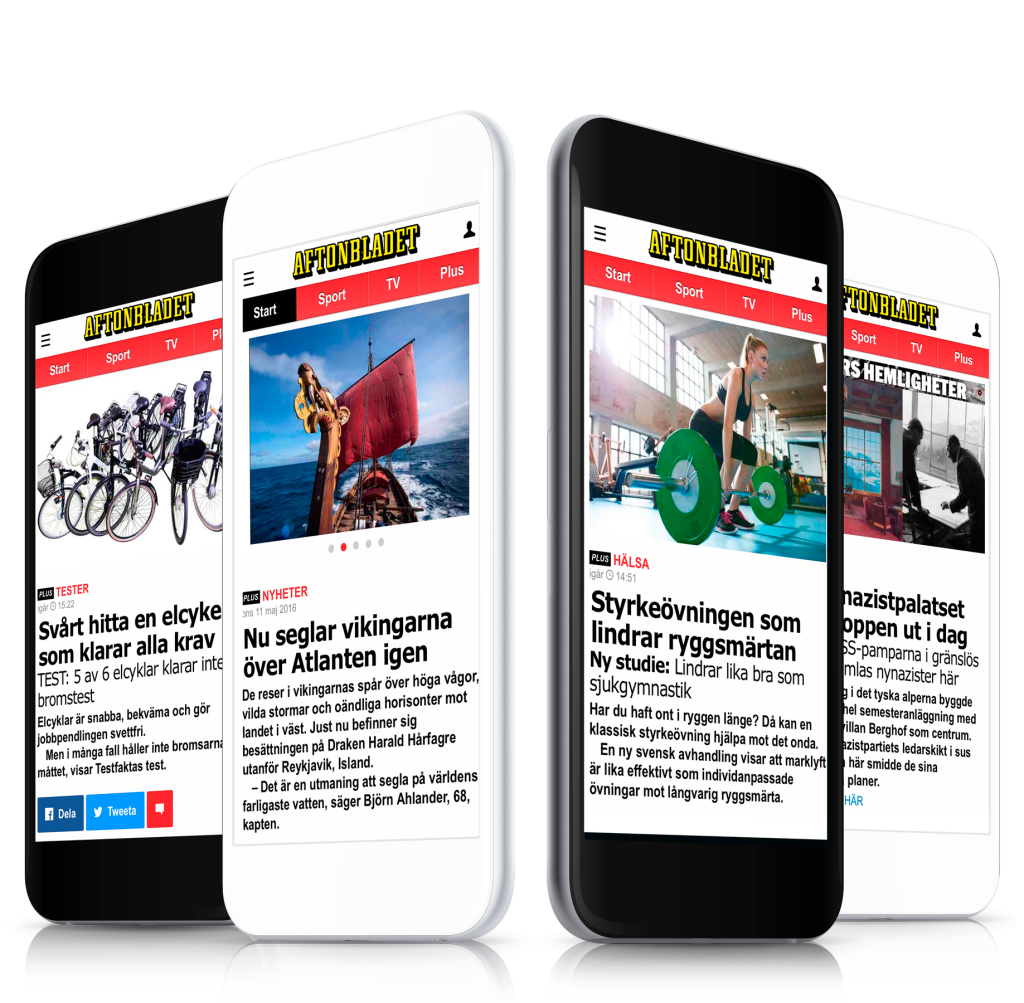 AFTONBLADET
Start Sport TV
TESTER
PLUS
igår 15:22
Svårt hitta en elcyke
som klarar alla krav
TEST: 5 av 6 elcyklar klarar inte
bromstest
Elcyklar är snabba, bekväma och gör
jobbpendlingen svettfri.
Men i många fall håller inte bromsarna
måttet, visar Testfaktas test.
Dela Tweeta
AFTONBLADET
Start Sport TV Plus
PLUS NYHETER
ons 11 maj 2016
Nu seglar vikingarna
över Atlanten igen
De reser i vikingarnas spår över höga vågor,
vilda stormar och oändliga horisonter mot
landet i väst. Just nu befinner sig
besättningen på Draken Harald Hårfagre
utanför Reykjavik, Island.
– Det är en utmaning att segla på världens
farligaste vatten, säger Björn Ahlander, 68,
kapten.
AFTONBLADET
Start Sport TV Plus
PLUS HÄLSA
igår 14:51
Styrkeövningen som
lindrar ryggsmärtan
Ny studie: Lindrar lika bra som
sjukgymnastik
Har du haft ont i ryggen länge? Då kan en
klassisk styrkeövning hjälpa mot det onda.
En ny svensk avhandling visar att marklyft
är lika effektivt som individanpassade
övningar mot långvarig ryggsmärta.
FTONBLADET
Sport TV Plus
RS HEMLIGHETER
nazistpalatset
oppen ut i dag
SS-pamparna i gränslös
mlas nynazister här
g i det tyska alperna byggde
hel semesteranläggning med
villan Berghof som centrum.
azistpartiets ledarskikt i sus
här smidde de sina
planer.
HÄR